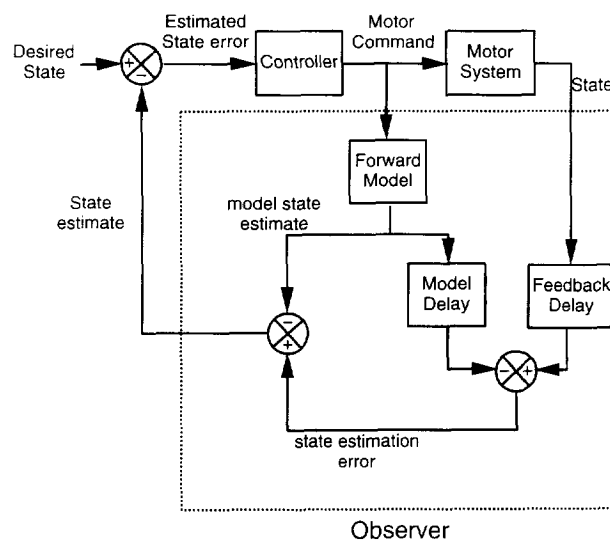 Desired
State
+
−
Estimated
State error
Controller
Motor
Command
Motor
System
State
Forward
Model
State
estimate
model state
estimate
Model
Delay
Feedback
Delay
−
+
−
+
state estimation
error
Observer